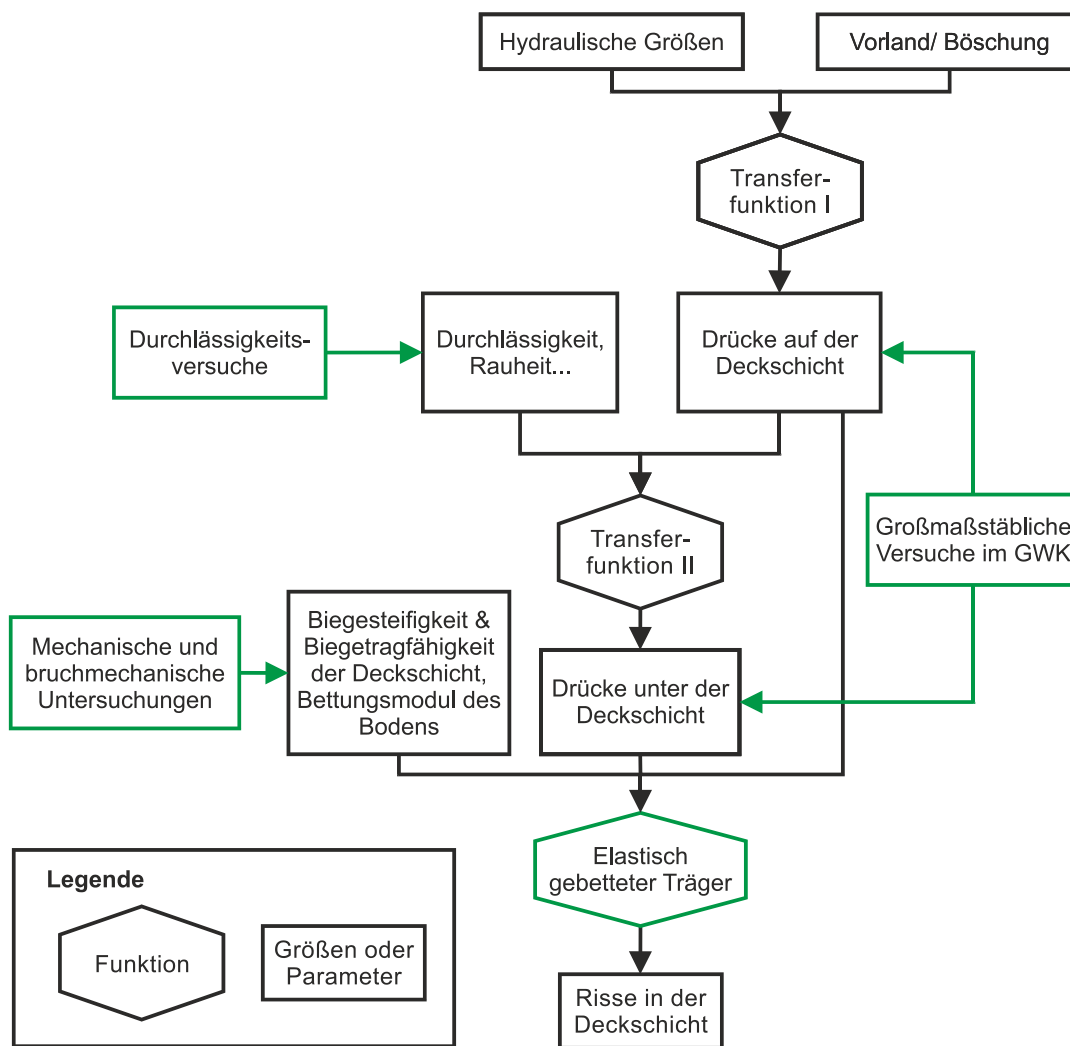 Hydraulische Größen
Vorland/ Böschung
Transfer-
funktion I
Durchlässigkeits-
versuche
Durchlässigkeit,
Rauheit...
Drücke auf der
Deckschicht
Großmaßstäbliche
Versuche im GWK
Transfer-
funktion II
Mechanische und
bruchmechanische
Untersuchungen
Biegesteifigkeit &
Biegetragfähigkeit
der Deckschicht,
Bettungsmodul des
Bodens
Drücke unter der
Deckschicht
Elastisch
gebetteter Träger
Risse in der
Deckschicht
Legende
Funktion
Größen oder
Parameter